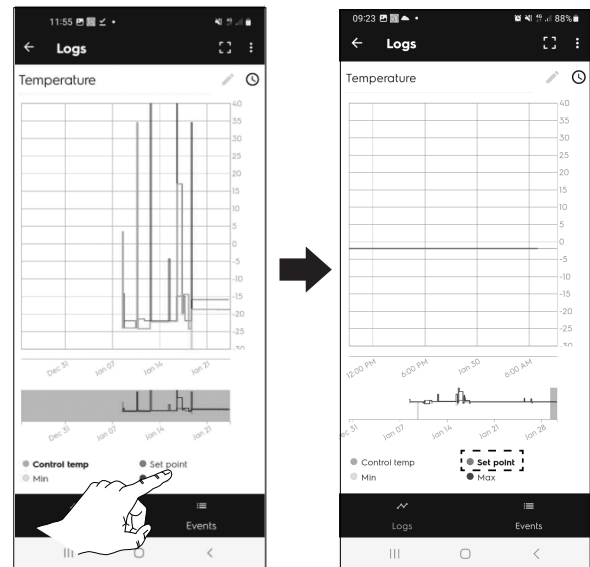 11:55
Logs
Temperature
40
35
30
25
20
15
10
5
0
-5
-10
-15
-20
-25
-30
Dec 31
Jan 07
Jan 14
Jan 21
Dec 31
Jan 07
Jan 14
Jan 21
Control temp
Set point
Min
Events
09:23
88%
Logs
Temperature
40
35
30
25
20
15
10
5
0
-5
-10
-15
-20
-25
-30
12:00 PM
6:00 PM
Jan 30
6:00 AM
Jan 07
Jan 14
Jan 21
Jan 28
Control temp
Set point
Min
Max
Logs
Events